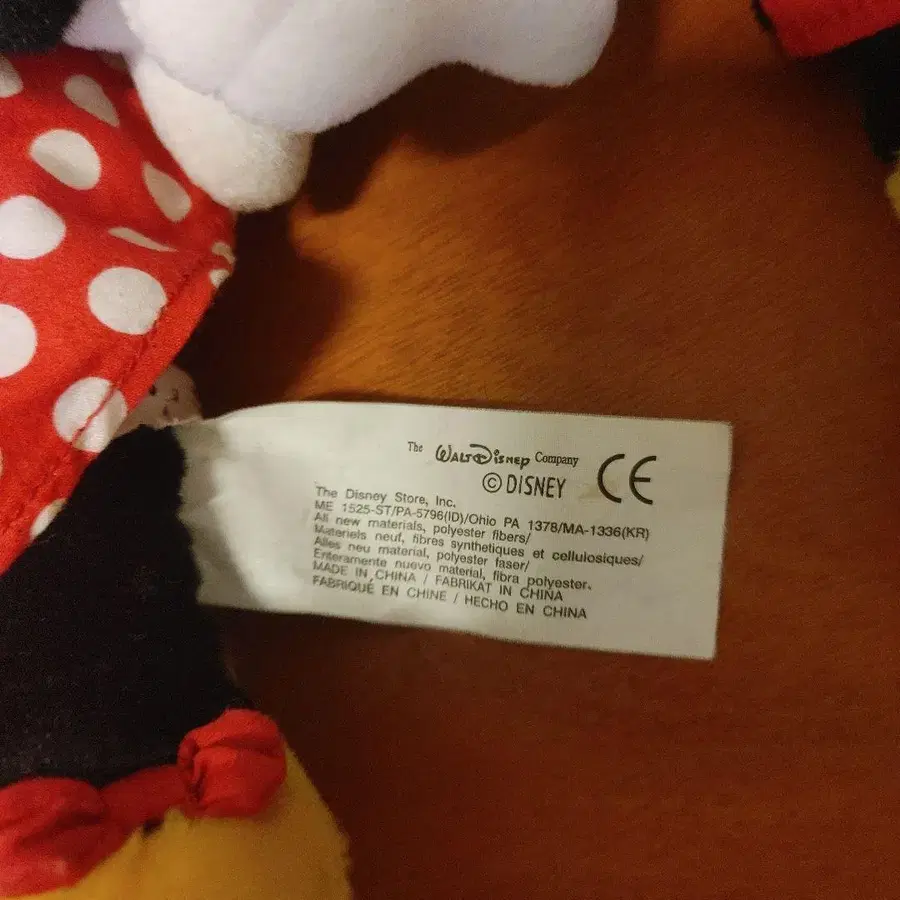 The WALT DISNEY Company
© DISNEY
CE
The Disney Store, Inc.
ME 1525-ST/PA-5796(ID)/Ohio PA 1378/MA-1336(KR)
All new materials, polyester fibers/
Materiels neuf, fibres synthetiques et cellulosiques/
Alles neu material, polyester faser/
Enteramente nuevo material, fibra polyester.
MADE IN CHINA / FABRIKAT IN CHINA
FABRIQUÉ EN CHINE / HECHO EN CHINA